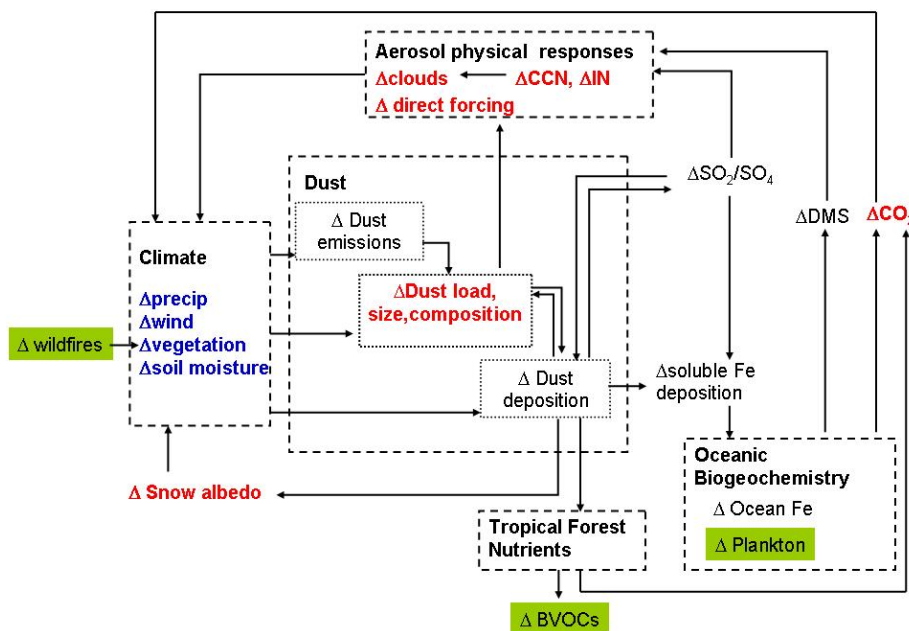 Aerosol physical responses
Δclouds ΔCCN, ΔIN
Δ direct forcing
Dust
ΔSO₂/SO₄
Δ Dust
emissions
ΔDMS
ΔCO₂
Climate
Δprecip
Δwind
Δvegetation
Δsoil moisture
ΔDust load,
size,composition
Δ wildfires
Δ Dust
deposition
Δsoluble Fe
deposition
Δ Snow albedo
Oceanic
Biogeochemistry
Δ Ocean Fe
Δ Plankton
Tropical Forest
Nutrients
Δ BVOCs